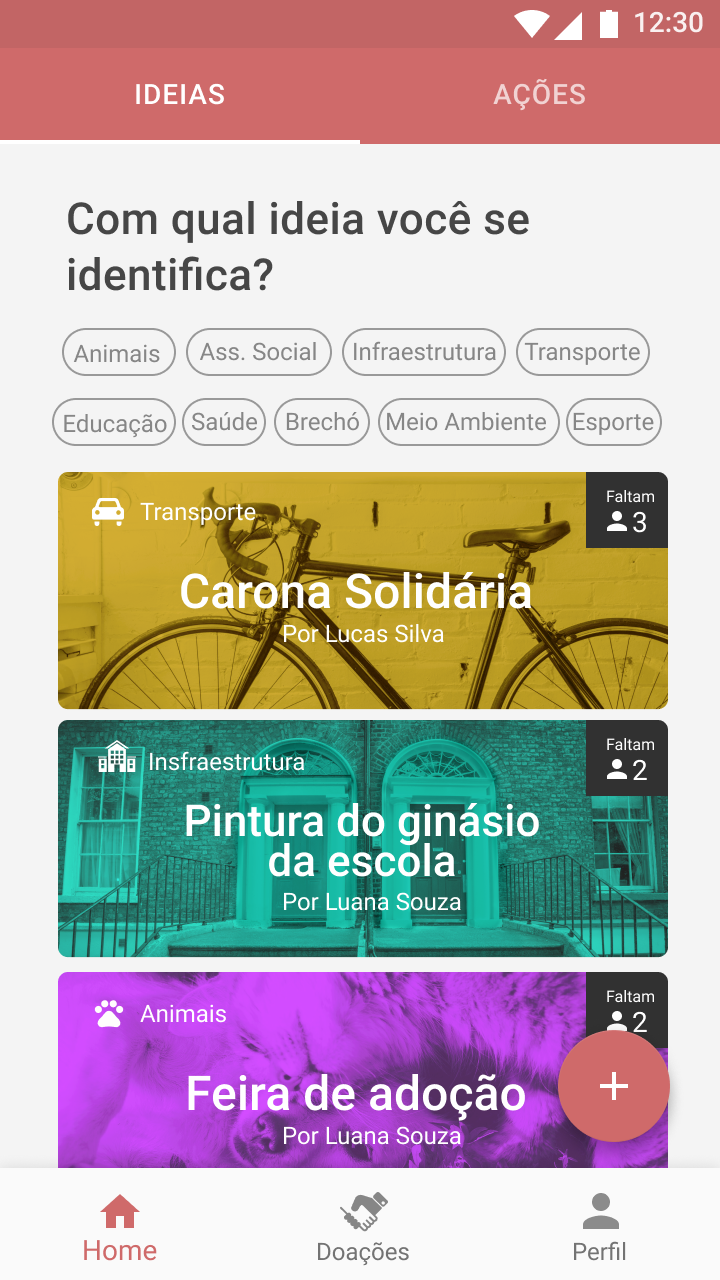 12:30
IDEIAS
AÇÕES
Com qual ideia você se
identifica?
Animais
Ass. Social
Infraestrutura
Transporte
Educação
Saúde
Brechó
Meio Ambiente
Esporte
Transporte
Faltam
3
Carona Solidária
Por Lucas Silva
Insfraestrutura
Faltam
2
Pintura do ginásio
da escola
Por Luana Souza
Animais
Faltam
2
Feira de adoção
Por Luana Souza
+
Home
Doações
Perfil